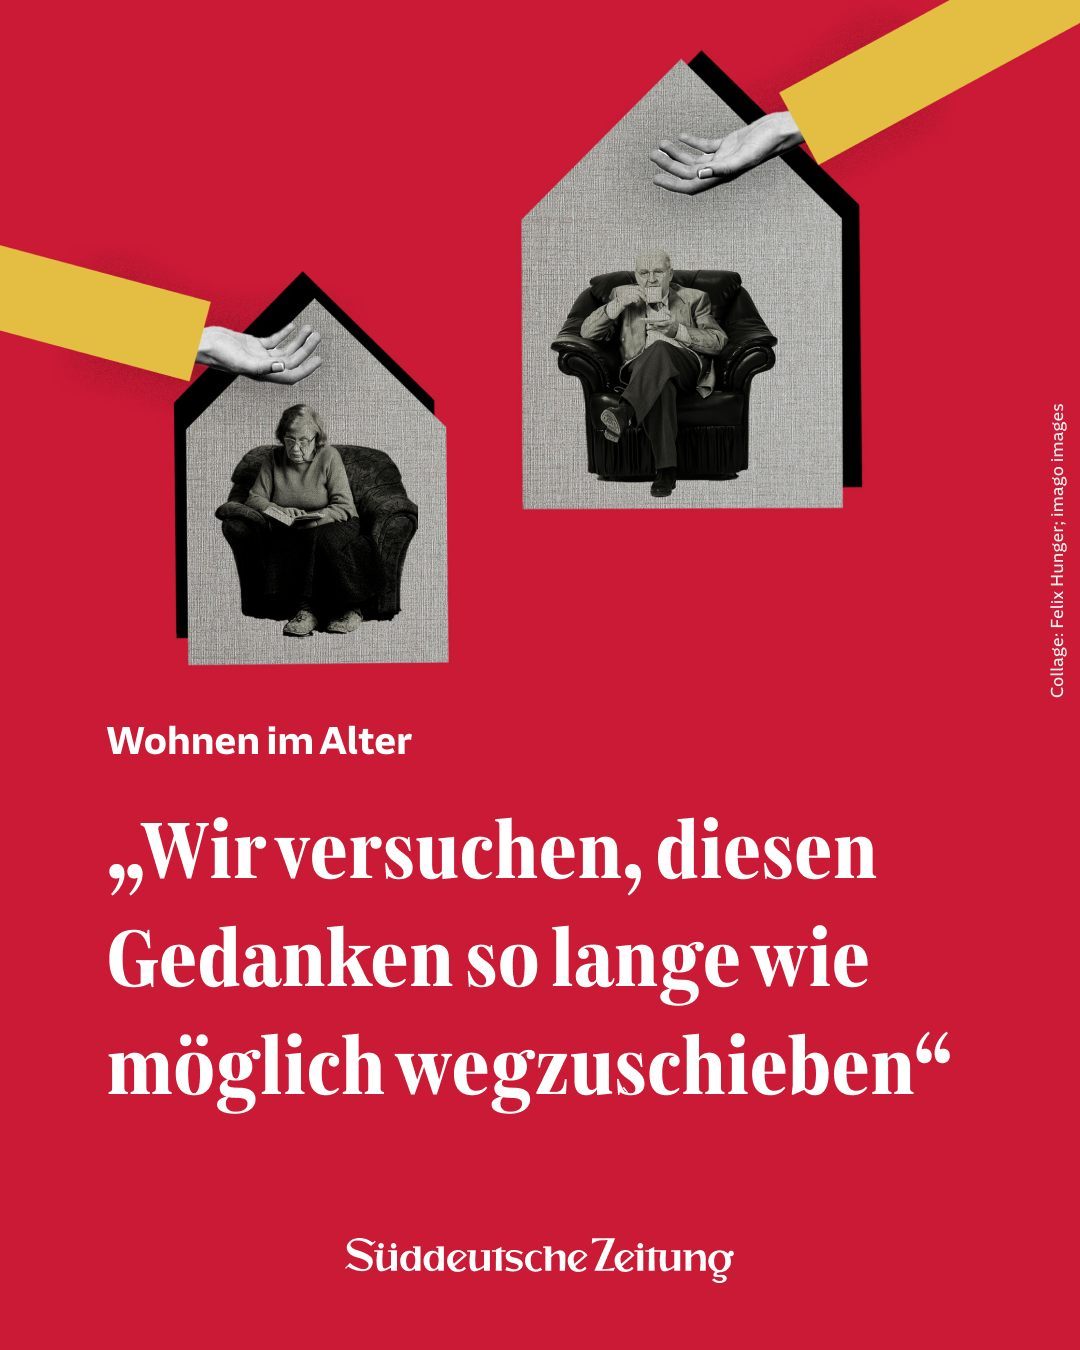 Collage: Felix Hunger; imago images
Wohnen im Alter
„Wir versuchen, diesen
Gedanken so lange wie
möglich wegzuschieben“
Süddeutsche Zeitung